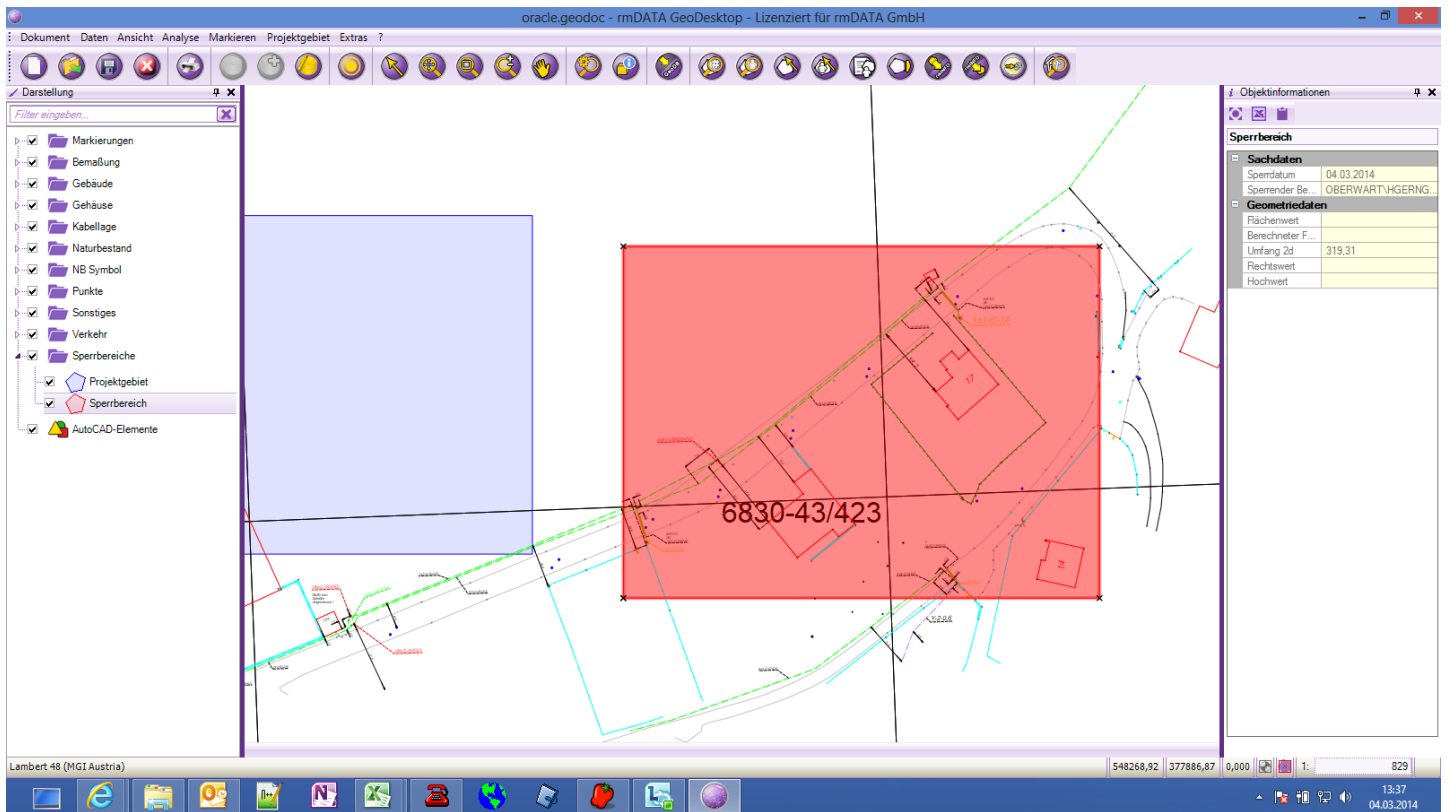 oracle.geodoc - rmDATA GeoDesktop - Lizenziert für rmDATA GmbH
Dokument Daten Ansicht Analyse Markieren Projektgebiet Extras ?
Darstellung
Filter eingeben...
Markierungen
Bemaßung
Gebäude
Gehäuse
Kabellage
Naturbestand
NB Symbol
Punkte
Sonstiges
Verkehr
Sperrbereiche
Projektgebiet
Sperrbereich
AutoCAD-Elemente
17
6830-43/423
14
Objektinformationen
Sperrbereich
Sachdaten
Sperrdatum 04.03.2014
Sperrender Be... OBERWART\HGERNG...
Geometriedaten
Flächenwert
Berechneter F...
Umfang 2d 319,31
Rechtswert
Hochwert
Lambert 48 (MGI Austria)
548268,92 377886,87 0,000 1: 829
13:37
04.03.2014